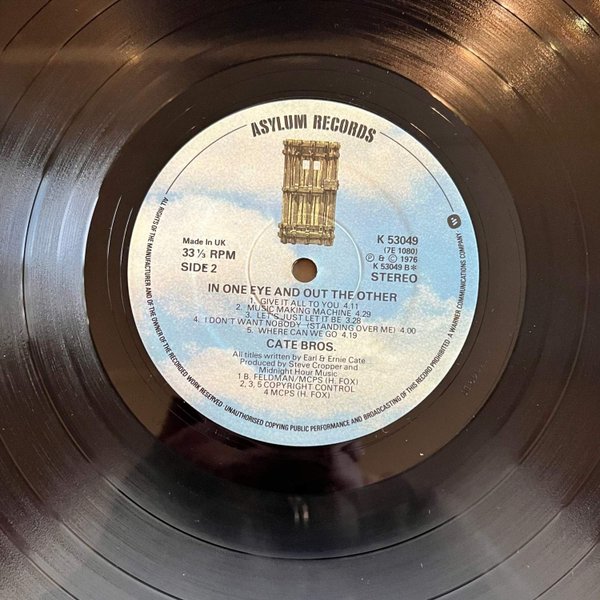 ASYLUM RECORDS
Made in UK
33 ⅓ RPM
SIDE 2
K 53049
(7E 1080)
℗ & © 1976
K 53049 B*
STEREO
IN ONE EYE AND OUT THE OTHER
1. GIVE IT ALL TO YOU 4.11
2. MUSIC MAKING MACHINE 4.29
3. LET'S JUST LET IT BE 3.28
4. I DON'T WANT NOBODY (STANDING OVER ME) 4.00
5. WHERE CAN WE GO 4.19
CATE BROS.
All titles written by Earl & Ernie Cate
Produced by Steve Cropper and
Midnight Hour Music
1 B. FELDMAN/MCPS (H. FOX)
2, 3, 5 COPYRIGHT CONTROL
4 MCPS (H. FOX)
ALL RIGHTS OF THE MANUFACTURER AND OF THE OWNER OF THE RECORDED WORK RESERVED. UNAUTHORISED COPYING PUBLIC PERFORMANCE AND BROADCASTING OF THIS RECORD PROHIBITED. A WARNER COMMUNICATIONS COMPANY